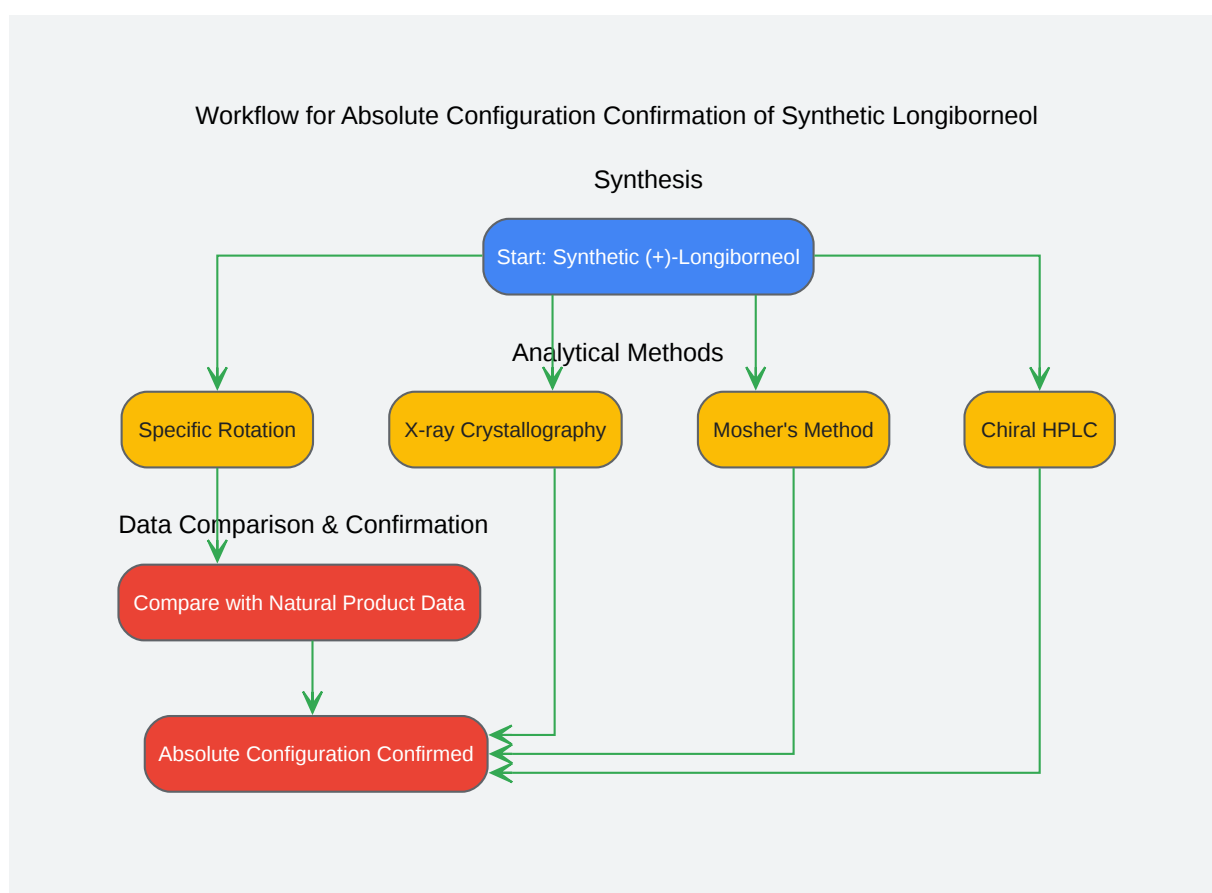 Workflow for Absolute Configuration Confirmation of Synthetic Longiborneol
Synthesis
Start: Synthetic (+)-Longiborneol
Analytical Methods
Specific Rotation
X-ray Crystallography
Mosher's Method
Chiral HPLC
Data Comparison & Confirmation
Compare with Natural Product Data
Absolute Configuration Confirmed